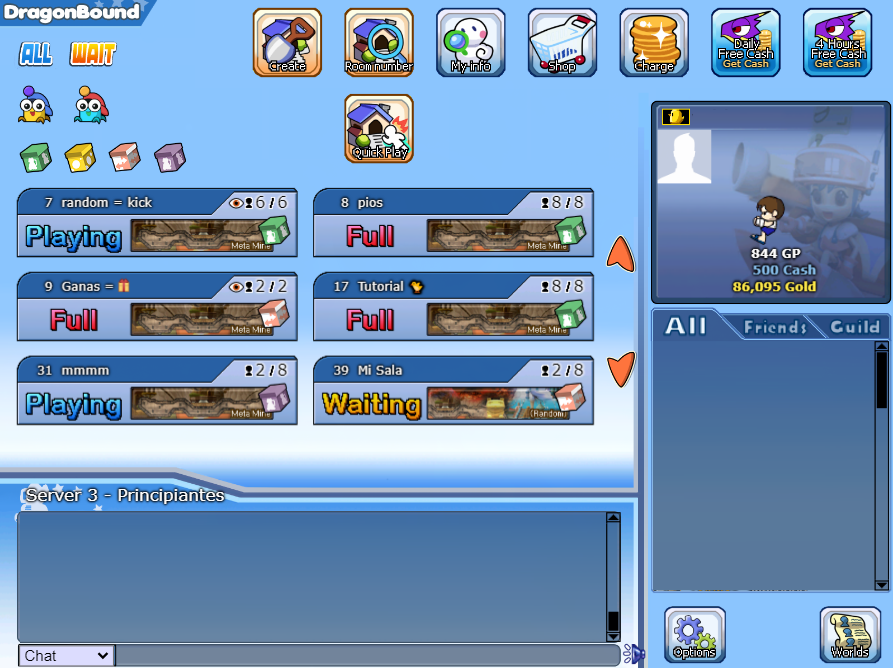 DragonBound
ALL WAIT
Create
Room number
My info
Shop
Charge
Daily
Free Cash
Get Cash
4 Hours
Free Cash
Get Cash
Quick Play
7 random = kick 6/6
Playing
Meta Mine
8 pios 8/8
Full
Meta Mine
9 Ganas = 2/2
Full
Meta Mine
17 Tutorial 8/8
Full
Meta Mine
31 mmmm 2/8
Playing
Meta Mine
39 Mi Sala 2/8
Waiting
(Random)
844 GP
500 Cash
86,095 Gold
All Friends Guild
Server 3 - Principiantes
Chat
Options
Worlds